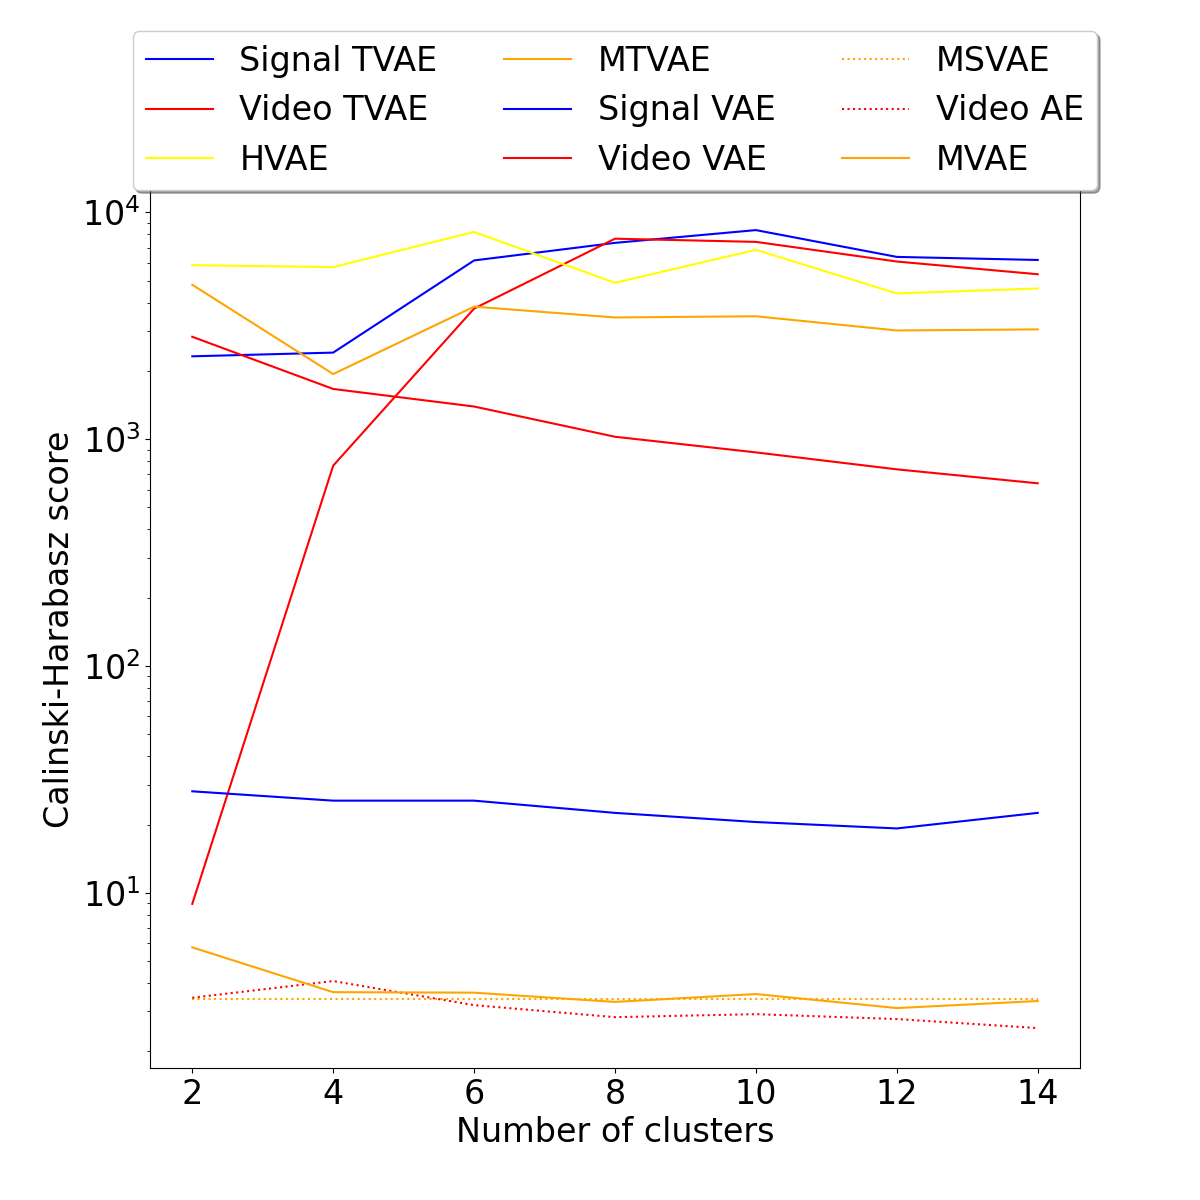 Signal TVAE
Video TVAE
HVAE
MTVAE
Signal VAE
Video VAE
MSVAE
Video AE
MVAE
10^4
10^3
10^2
10^1
Calinski-Harabasz score
2 4 6 8 10 12 14
Number of clusters